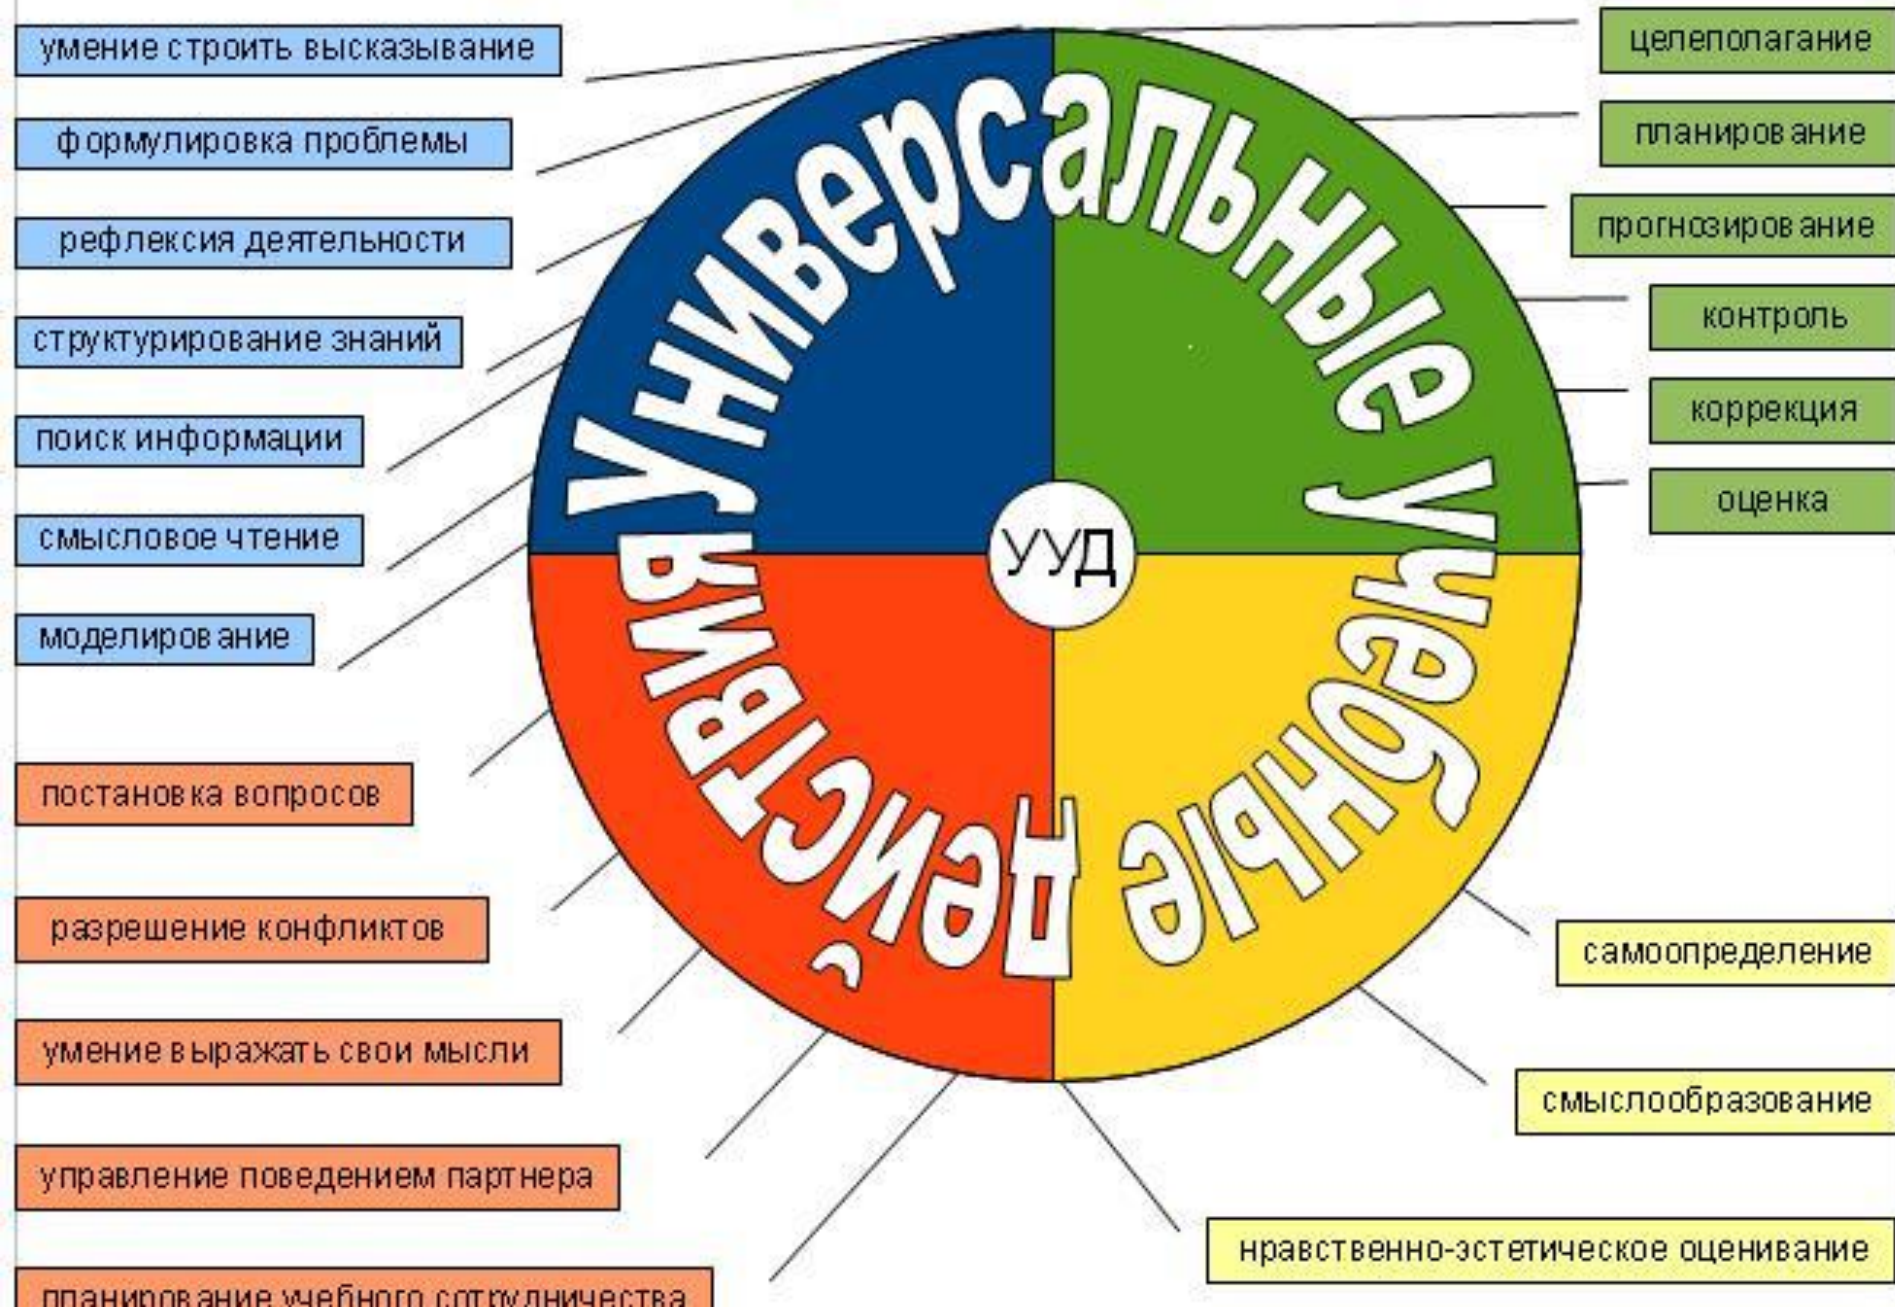 умение строить высказывание
формулировка проблемы
рефлексия деятельности
структурирование знаний
поиск информации
смысловое чтение
моделирование
постановка вопросов
разрешение конфликтов
умение выражать свои мысли
управление поведением партнера
планирование учебного сотрудничества
Универсальные учебные действия
УУД
целеполагание
планирование
прогнозирование
контроль
коррекция
оценка
самоопределение
смыслообразование
нравственно-эстетическое оценивание